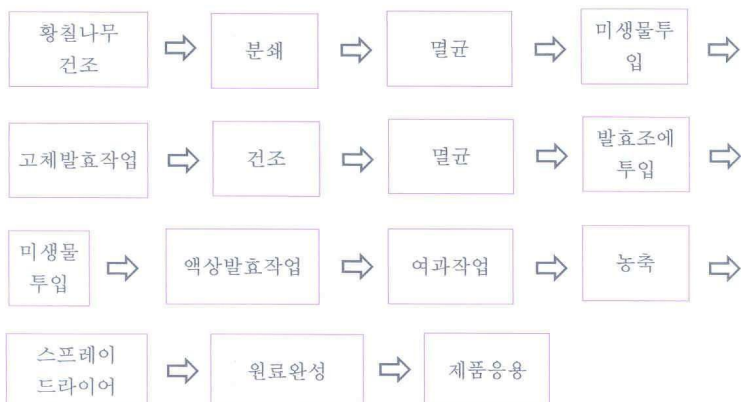 황칠나무
건조
분쇄
멸균
미생물투
입
고체발효작업
건조
멸균
발효조에
투입
미생물
투입
액상발효작업
여과작업
농축
스프레이
드라이어
원료완성
제품응용